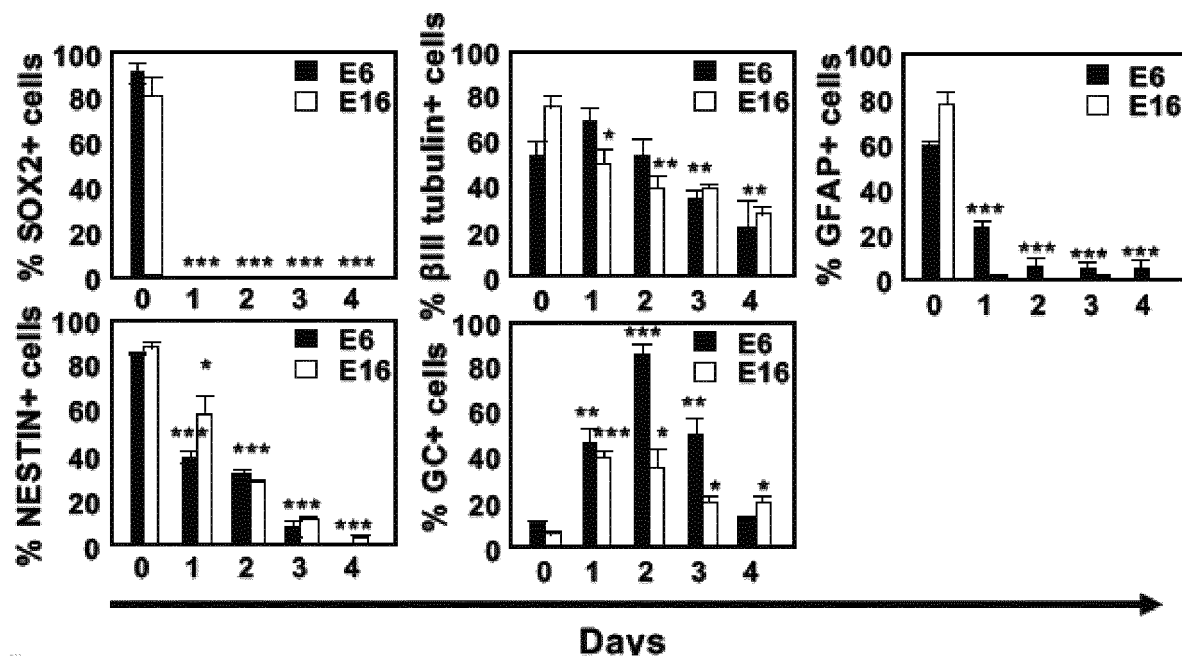 % SOX2+ cells
100
80
60
40
20
0
E6
E16
*** *** *** ***
0 1 2 3 4
% βIII tubulin+ cells
100
80
60
40
20
0
E6
E16
* ** ** **
0 1 2 3 4
% GFAP+ cells
100
80
60
40
20
0
E6
E16
*** *** *** ***
0 1 2 3 4
% NESTIN+ cells
100
80
60
40
20
0
E6
E16
*** * *** *** ***
0 1 2 3 4
% GC+ cells
100
80
60
40
20
0
E6
E16
** *** *** * ** * *
0 1 2 3 4
Days